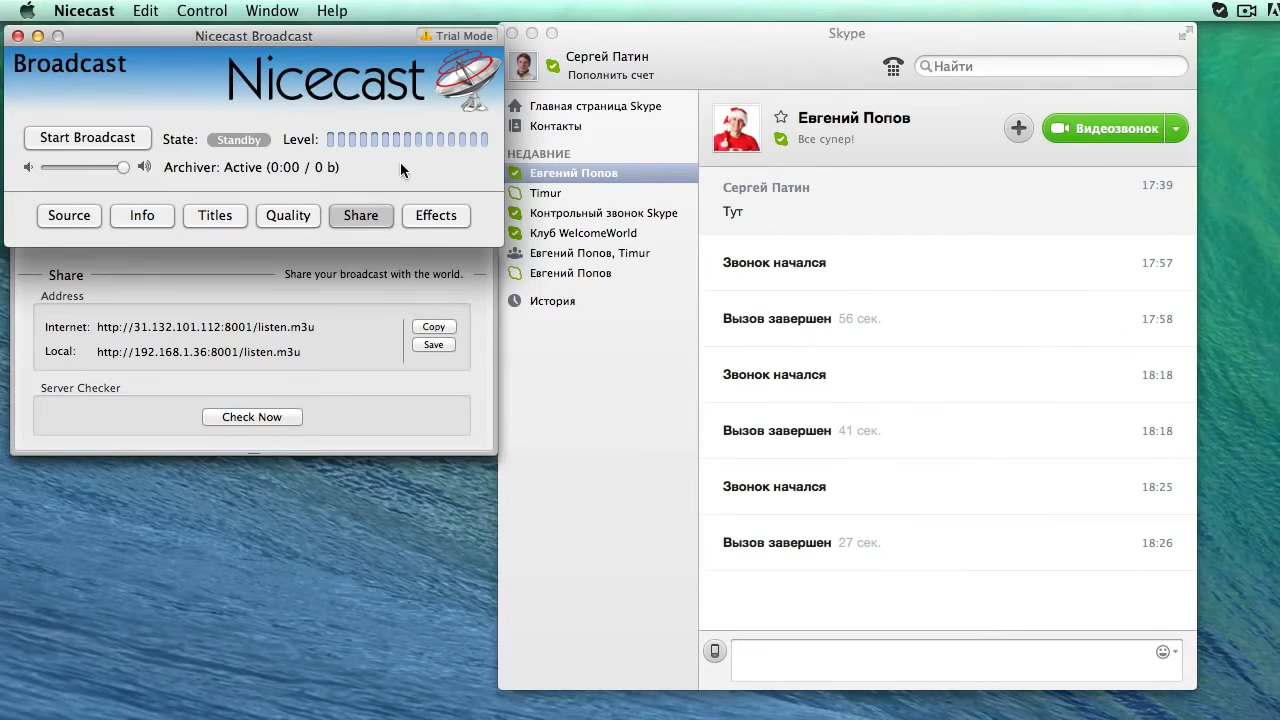 Nicecast Edit Control Window Help
Nicecast Broadcast
Trial Mode
Broadcast
Nicecast
Start Broadcast
State: Standby Level:
Archiver: Active (0:00 / 0 b)
Source Info Titles Quality Share Effects
Share
Share your broadcast with the world.
Address
Internet: http://31.132.101.112:8001/listen.m3u
Copy
Local: http://192.168.1.36:8001/listen.m3u
Save
Server Checker
Check Now
Skype
Сергей Патин
Пополнить счет
Найти
Главная страница Skype
Контакты
НЕДАВНИЕ
Евгений Попов
Timur
Контрольный звонок Skype
Клуб WelcomeWorld
Евгений Попов, Timur
Евгений Попов
История
Евгений Попов
Все супер!
Видеозвонок
Сергей Патин 17:39
Тут
Звонок начался 17:57
Вызов завершен 56 сек. 17:58
Звонок начался 18:18
Вызов завершен 41 сек. 18:18
Звонок начался 18:25
Вызов завершен 27 сек. 18:26